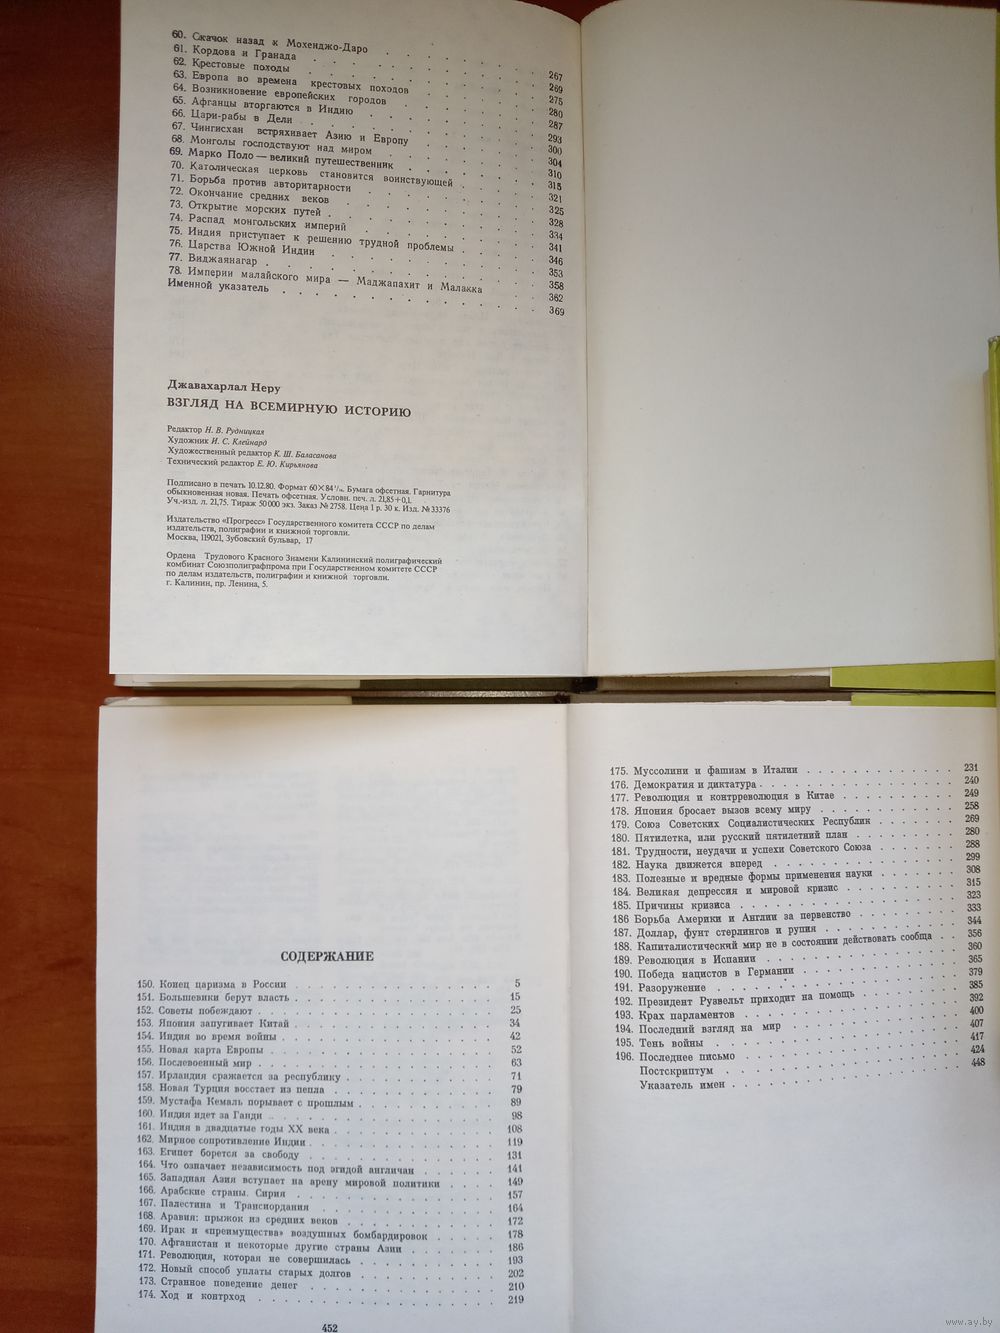 60. Скачок назад к Мохенджо-Даро . . . . . . . 267
61. Кордова и Гранада . . . . . . . . . . 269
62. Крестовые походы . . . . . . . . . . 275
63. Европа во времена крестовых походов . . . . . . 280
64. Возникновение европейских городов . . . . . . 287
65. Афганцы вторгаются в Индию . . . . . . . 293
66. Цари-рабы в Дели . . . . . . . . . . 300
67. Чингисхан встряхивает Азию и Европу . . . . . 304
68. Монголы господствуют над миром . . . . . . 310
69. Марко Поло — великий путешественник . . . . . 315
70. Католическая церковь становится воинствующей . . . . 321
71. Борьба против авторитарности . . . . . . . 325
72. Окончание средних веков . . . . . . . . 328
73. Открытие морских путей . . . . . . . . 334
74. Распад монгольских империй . . . . . . . 341
75. Индия приступает к решению трудной проблемы . . . . 346
76. Царства Южной Индии . . . . . . . . 353
77. Виджаянагар . . . . . . . . . . . 358
78. Империи малайского мира — Маджапахит и Малакка . . 362
Именной указатель . . . . . . . . . . . 369
Джавахарлал Неру
ВЗГЛЯД НА ВСЕМИРНУЮ ИСТОРИЮ
Редактор Н. В. Рудницкая
Художник И. С. Клейнард
Художественный редактор К. Ш. Баласанова
Технический редактор Е. Ю. Кирьянова
Подписано в печать 10.12.80. Формат 60×84 1/16. Бумага офсетная. Гарнитура
обыкновенная новая. Печать офсетная. Условн. печ. л. 21,85+0,1.
Уч.-изд. л. 21,75. Тираж 50 000 экз. Заказ № 2758. Цена 1 р. 30 к. Изд. № 33376
Издательство «Прогресс» Государственного комитета СССР по делам
издательств, полиграфии и книжной торговли.
Москва, 119021, Зубовский бульвар, 17
Ордена Трудового Красного Знамени Калининский полиграфический
комбинат Союзполиграфпрома при Государственном комитете СССР
по делам издательств, полиграфии и книжной торговли.
г. Калинин, пр. Ленина, 5.
СОДЕРЖАНИЕ
150. Конец царизма в России . . . . . . . . 5
151. Большевики берут власть . . . . . . . . 15
152. Советы побеждают . . . . . . . . . . 25
153. Япония запугивает Китай . . . . . . . . 34
154. Индия во время войны . . . . . . . . . 42
155. Новая карта Европы . . . . . . . . . 52
156. Послевоенный мир . . . . . . . . . . 63
157. Ирландия сражается за республику . . . . . . 71
158. Новая Турция восстает из пепла . . . . . . 79
159. Мустафа Кемаль порывает с прошлым . . . . . 89
160. Индия идет за Ганди . . . . . . . . . 98
161. Индия в двадцатые годы XX века . . . . . . 108
162. Мирное сопротивление Индии . . . . . . . 119
163. Египет борется за свободу . . . . . . . 131
164. Что означает независимость под эгидой англичан . . . 141
165. Западная Азия вступает на арену мировой политики . . . 149
166. Арабские страны. Сирия . . . . . . . . 157
167. Палестина и Трансиордания . . . . . . . 164
168. Аравия: прыжок из средних веков . . . . . . 172
169. Ирак и «преимущества» воздушных бомбардировок . . . 178
170. Афганистан и некоторые другие страны Азии . . . . 186
171. Революция, которая не совершилась . . . . . 193
172. Новый способ уплаты старых долгов . . . . . 202
173. Странное поведение денег . . . . . . . 210
174. Ход и контрход . . . . . . . . . . 219
452
175. Муссолини и фашизм в Италии . . . . . . . 231
176. Демократия и диктатура . . . . . . . . 240
177. Революция и контрреволюция в Китае . . . . . 249
178. Япония бросает вызов всему миру . . . . . . 258
179. Союз Советских Социалистических Республик . . . . 269
180. Пятилетка, или русский пятилетний план . . . . 280
181. Трудности, неудачи и успехи Советского Союза . . . 288
182. Наука движется вперед . . . . . . . . 299
183. Полезные и вредные формы применения науки . . . 308
184. Великая депрессия и мировой кризис . . . . . 315
185. Причины кризиса . . . . . . . . . . 323
186 Борьба Америки и Англии за первенство . . . . . 333
187. Доллар, фунт стерлингов и рупия . . . . . . 344
188. Капиталистический мир не в состоянии действовать сообща . . 356
189. Революция в Испании . . . . . . . . . 360
190. Победа нацистов в Германии . . . . . . . 365
191. Разоружение . . . . . . . . . . . 379
192. Президент Рузвельт приходит на помощь . . . . 385
193. Крах парламентов . . . . . . . . . . 392
194. Последний взгляд на мир . . . . . . . . 400
195. Тень войны . . . . . . . . . . . 407
196. Последнее письмо . . . . . . . . . . 417
Постскриптум . . . . . . . . . . . 424
Указатель имен . . . . . . . . . . . 448
www.ay.by